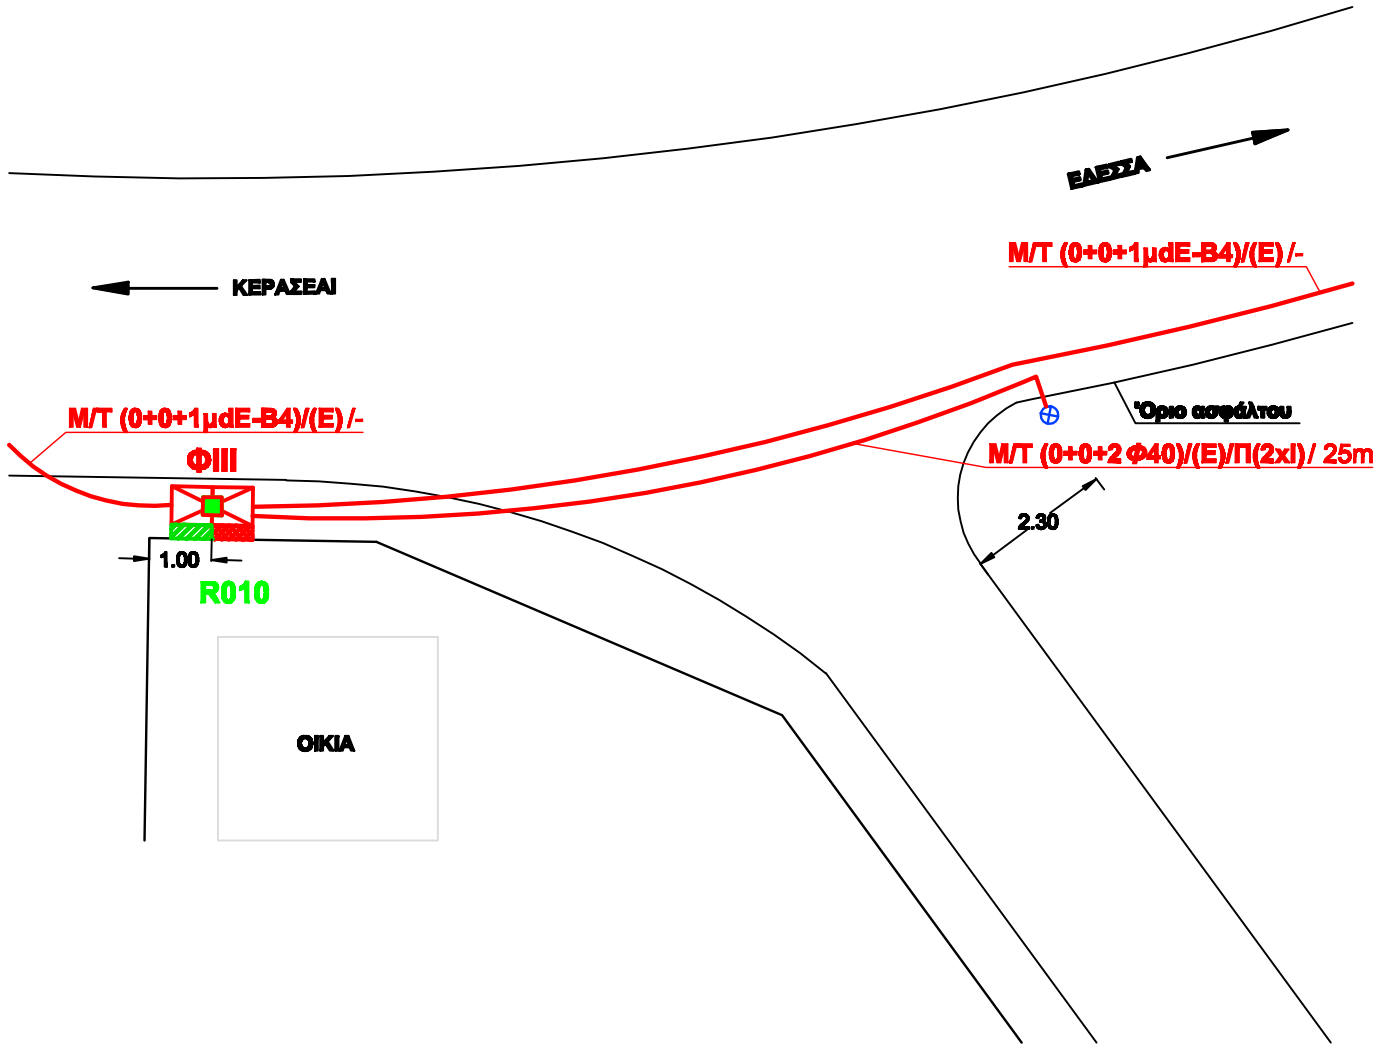 ΕΔΕΣΣΑ
Μ/Τ (0+0+1μdE-B4)/(E) /-
ΚΕΡΑΣΕΑΙ
Μ/Τ (0+0+1μdE-B4)/(E) /-
Όριο ασφάλτου
ΦΙΙΙ
Μ/Τ (0+0+2 Φ40)/(E)/Π(2xI) / 25m
2.30
1.00
R010
ΟΙΚΙΑ